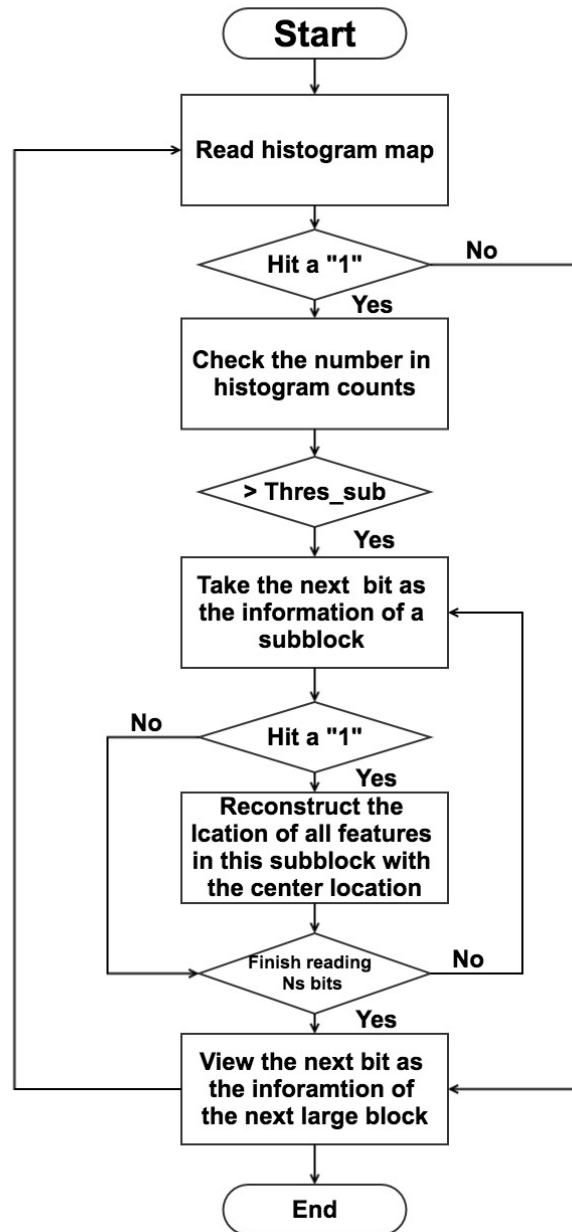 Start
Read histogram map
Hit a "1"
No
Yes
Check the number in
histogram counts
> Thres_sub
Yes
Take the next bit as
the information of a
subblock
No
Hit a "1"
Yes
Reconstruct the
lcation of all features
in this subblock with
the center location
Finish reading
Ns bits
No
Yes
View the next bit as
the inforamtion of
the next large block
End